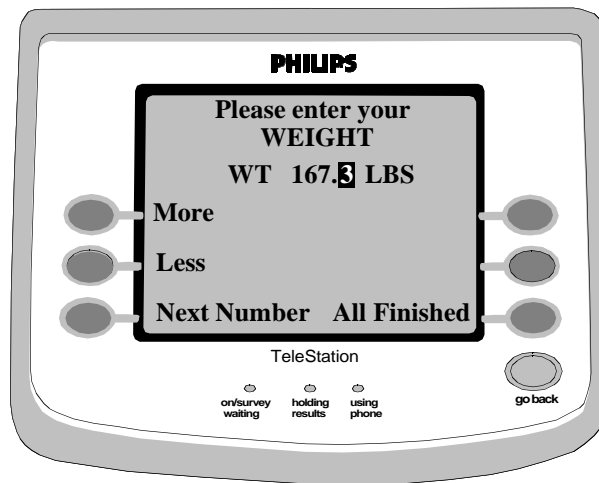 PHILIPS
Please enter your
WEIGHT
WT 167.3 LBS
More
Less
Next Number All Finished
TeleStation
on/survey waiting
holding results
using phone
go back